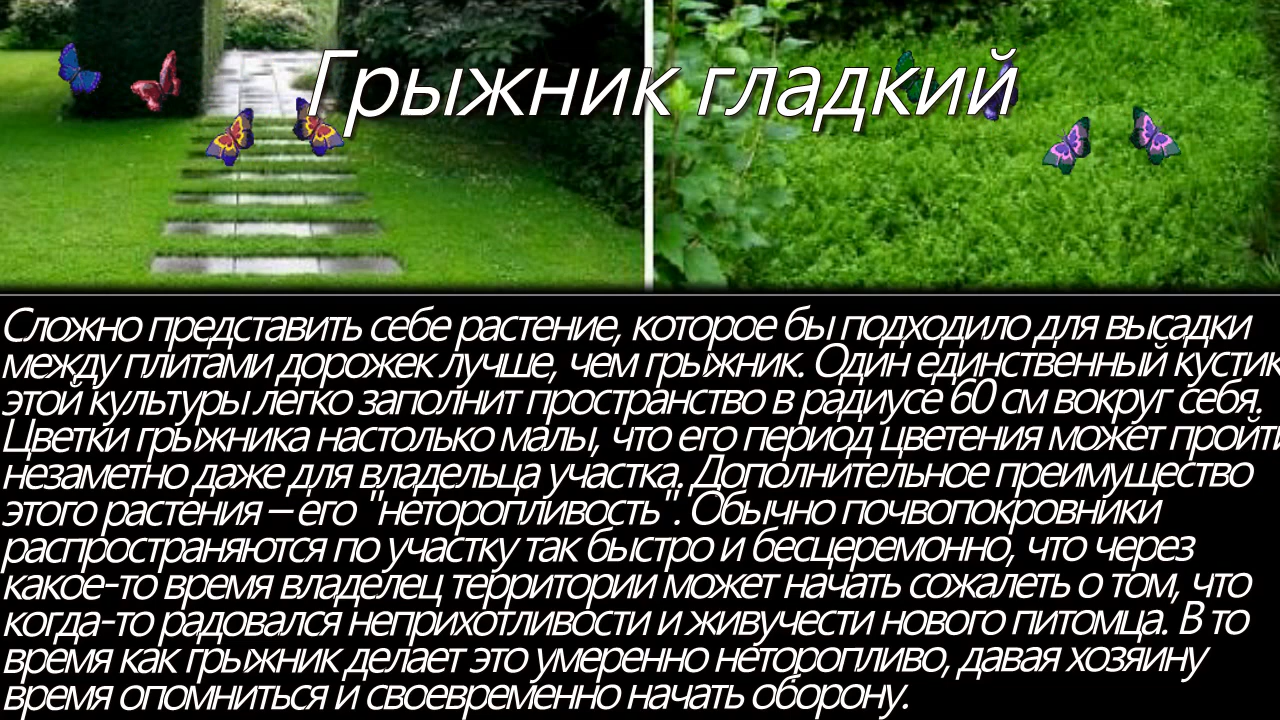 Грыжник гладкий
Сложно представить себе растение, которое бы подходило для высадки
между плитами дорожек лучше, чем грыжник. Один единственный кустик
этой культуры легко заполнит пространство в радиусе 60 см вокруг себя.
Цветки грыжника настолько малы, что его период цветения может пройти
незаметно даже для владельца участка. Дополнительное преимущество
этого растения – его "неторопливость". Обычно почвопокровники
распространяются по участку так быстро и бесцеремонно, что через
какое-то время владелец территории может начать сожалеть о том, что
когда-то радовался неприхотливости и живучести нового питомца. В то
время как грыжник делает это умеренно неторопливо, давая хозяину
время опомниться и своевременно начать оборону.